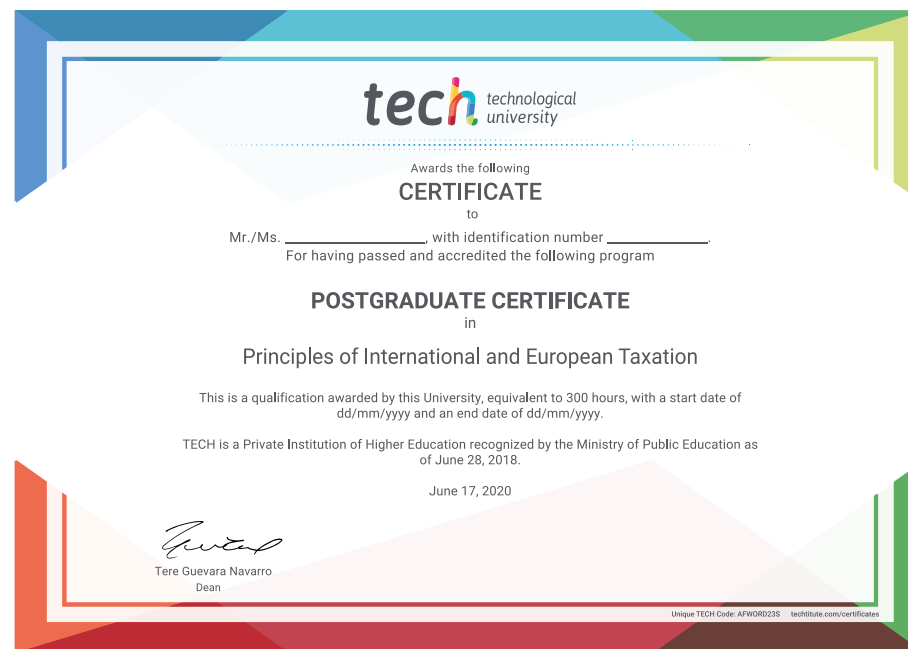 tech technological
university
Awards the following
CERTIFICATE
to
Mr./Ms. ____________________, with identification number ______________.
For having passed and accredited the following program
POSTGRADUATE CERTIFICATE
in
Principles of International and European Taxation
This is a qualification awarded by this University, equivalent to 300 hours, with a start date of
dd/mm/yyyy and an end date of dd/mm/yyyy.
TECH is a Private Institution of Higher Education recognized by the Ministry of Public Education as
of June 28, 2018.
June 17, 2020
Tere Guevara Navarro
Dean
Unique TECH Code: AFWORD23S techtitute.com/certificates